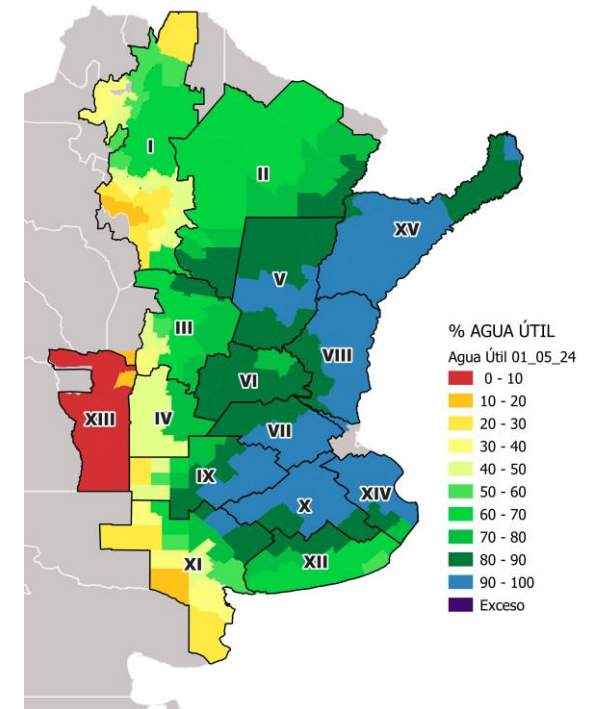 I
II
XV
V
III
VIII
VI
XIII
IV
VII
IX
XIV
X
XI
XII
% AGUA ÚTIL
Agua Útil 01_05_24
0 - 10
10 - 20
20 - 30
30 - 40
40 - 50
50 - 60
60 - 70
70 - 80
80 - 90
90 - 100
Exceso